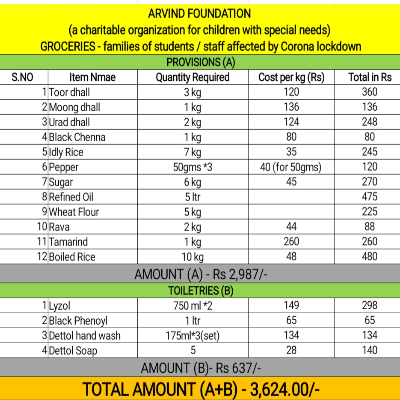 ARVIND FOUNDATION
(a charitable organization for children with special needs)
GROCERIES - families of students / staff affected by Corona lockdown
PROVISIONS (A)
S.NO Item Nmae Quantity Required Cost per kg (Rs) Total in Rs
1 Toor dhall 3 kg 120 360
2 Moong dhall 1 kg 136 136
3 Urad dhall 2 kg 124 248
4 Black Chenna 1 kg 80 80
5 Idly Rice 7 kg 35 245
6 Pepper 50gms *3 40 (for 50gms) 120
7 Sugar 6 kg 45 270
8 Refined Oil 5 ltr 475
9 Wheat Flour 5 kg 225
10 Rava 2 kg 44 88
11 Tamarind 1 kg 260 260
12 Boiled Rice 10 kg 48 480
AMOUNT (A) - Rs 2,987/-
TOILETRIES (B)
1 Lyzol 750 ml *2 149 298
2 Black Phenoyl 1 ltr 65 65
3 Dettol hand wash 175ml*3(set) 134 134
4 Dettol Soap 5 28 140
AMOUNT (B)- Rs 637/-
TOTAL AMOUNT (A+B) - 3,624.00/-